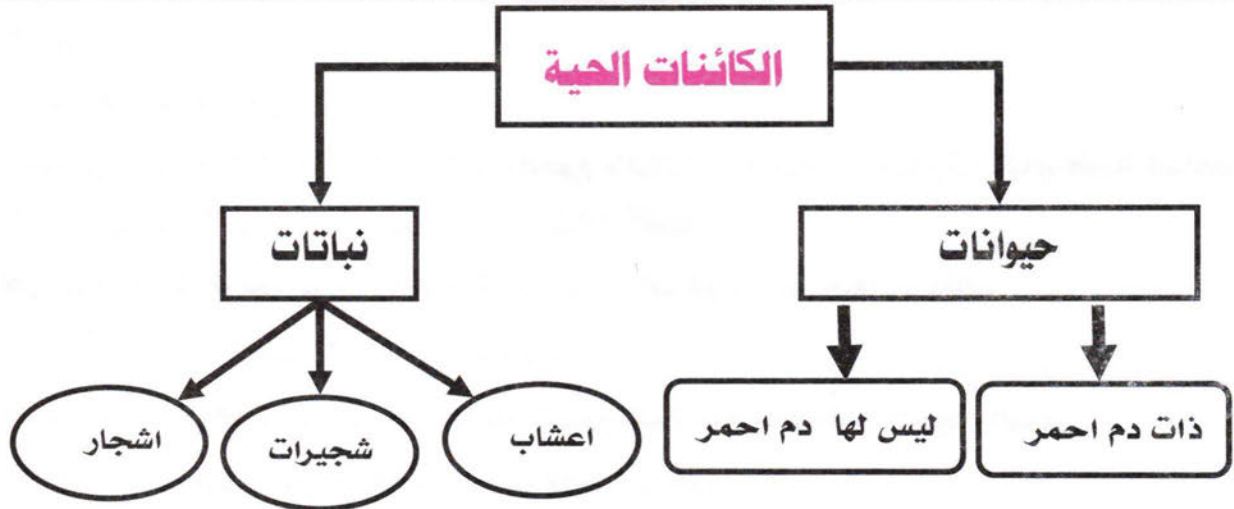 الكائنات الحية
حيوانات
نباتات
ذات دم احمر
ليس لها دم احمر
اعشاب
شجيرات
اشجار